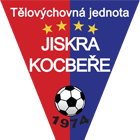 Tělovýchovná jednota
JISKRA
KOCBEŘE
1974